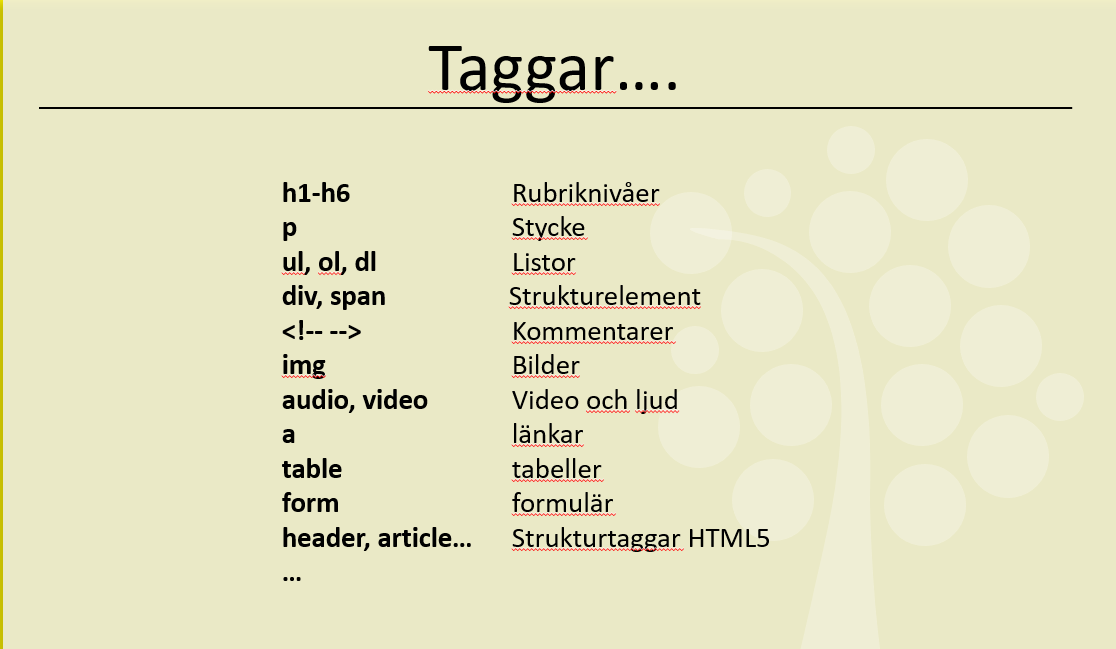 Taggar....
h1-h6 Rubriknivåer
p Stycke
ul, ol, dl Listor
div, span Strukturelement
<!-- --> Kommentarer
img Bilder
audio, video Video och ljud
a länkar
table tabeller
form formulär
header, article... Strukturtaggar HTML5
...